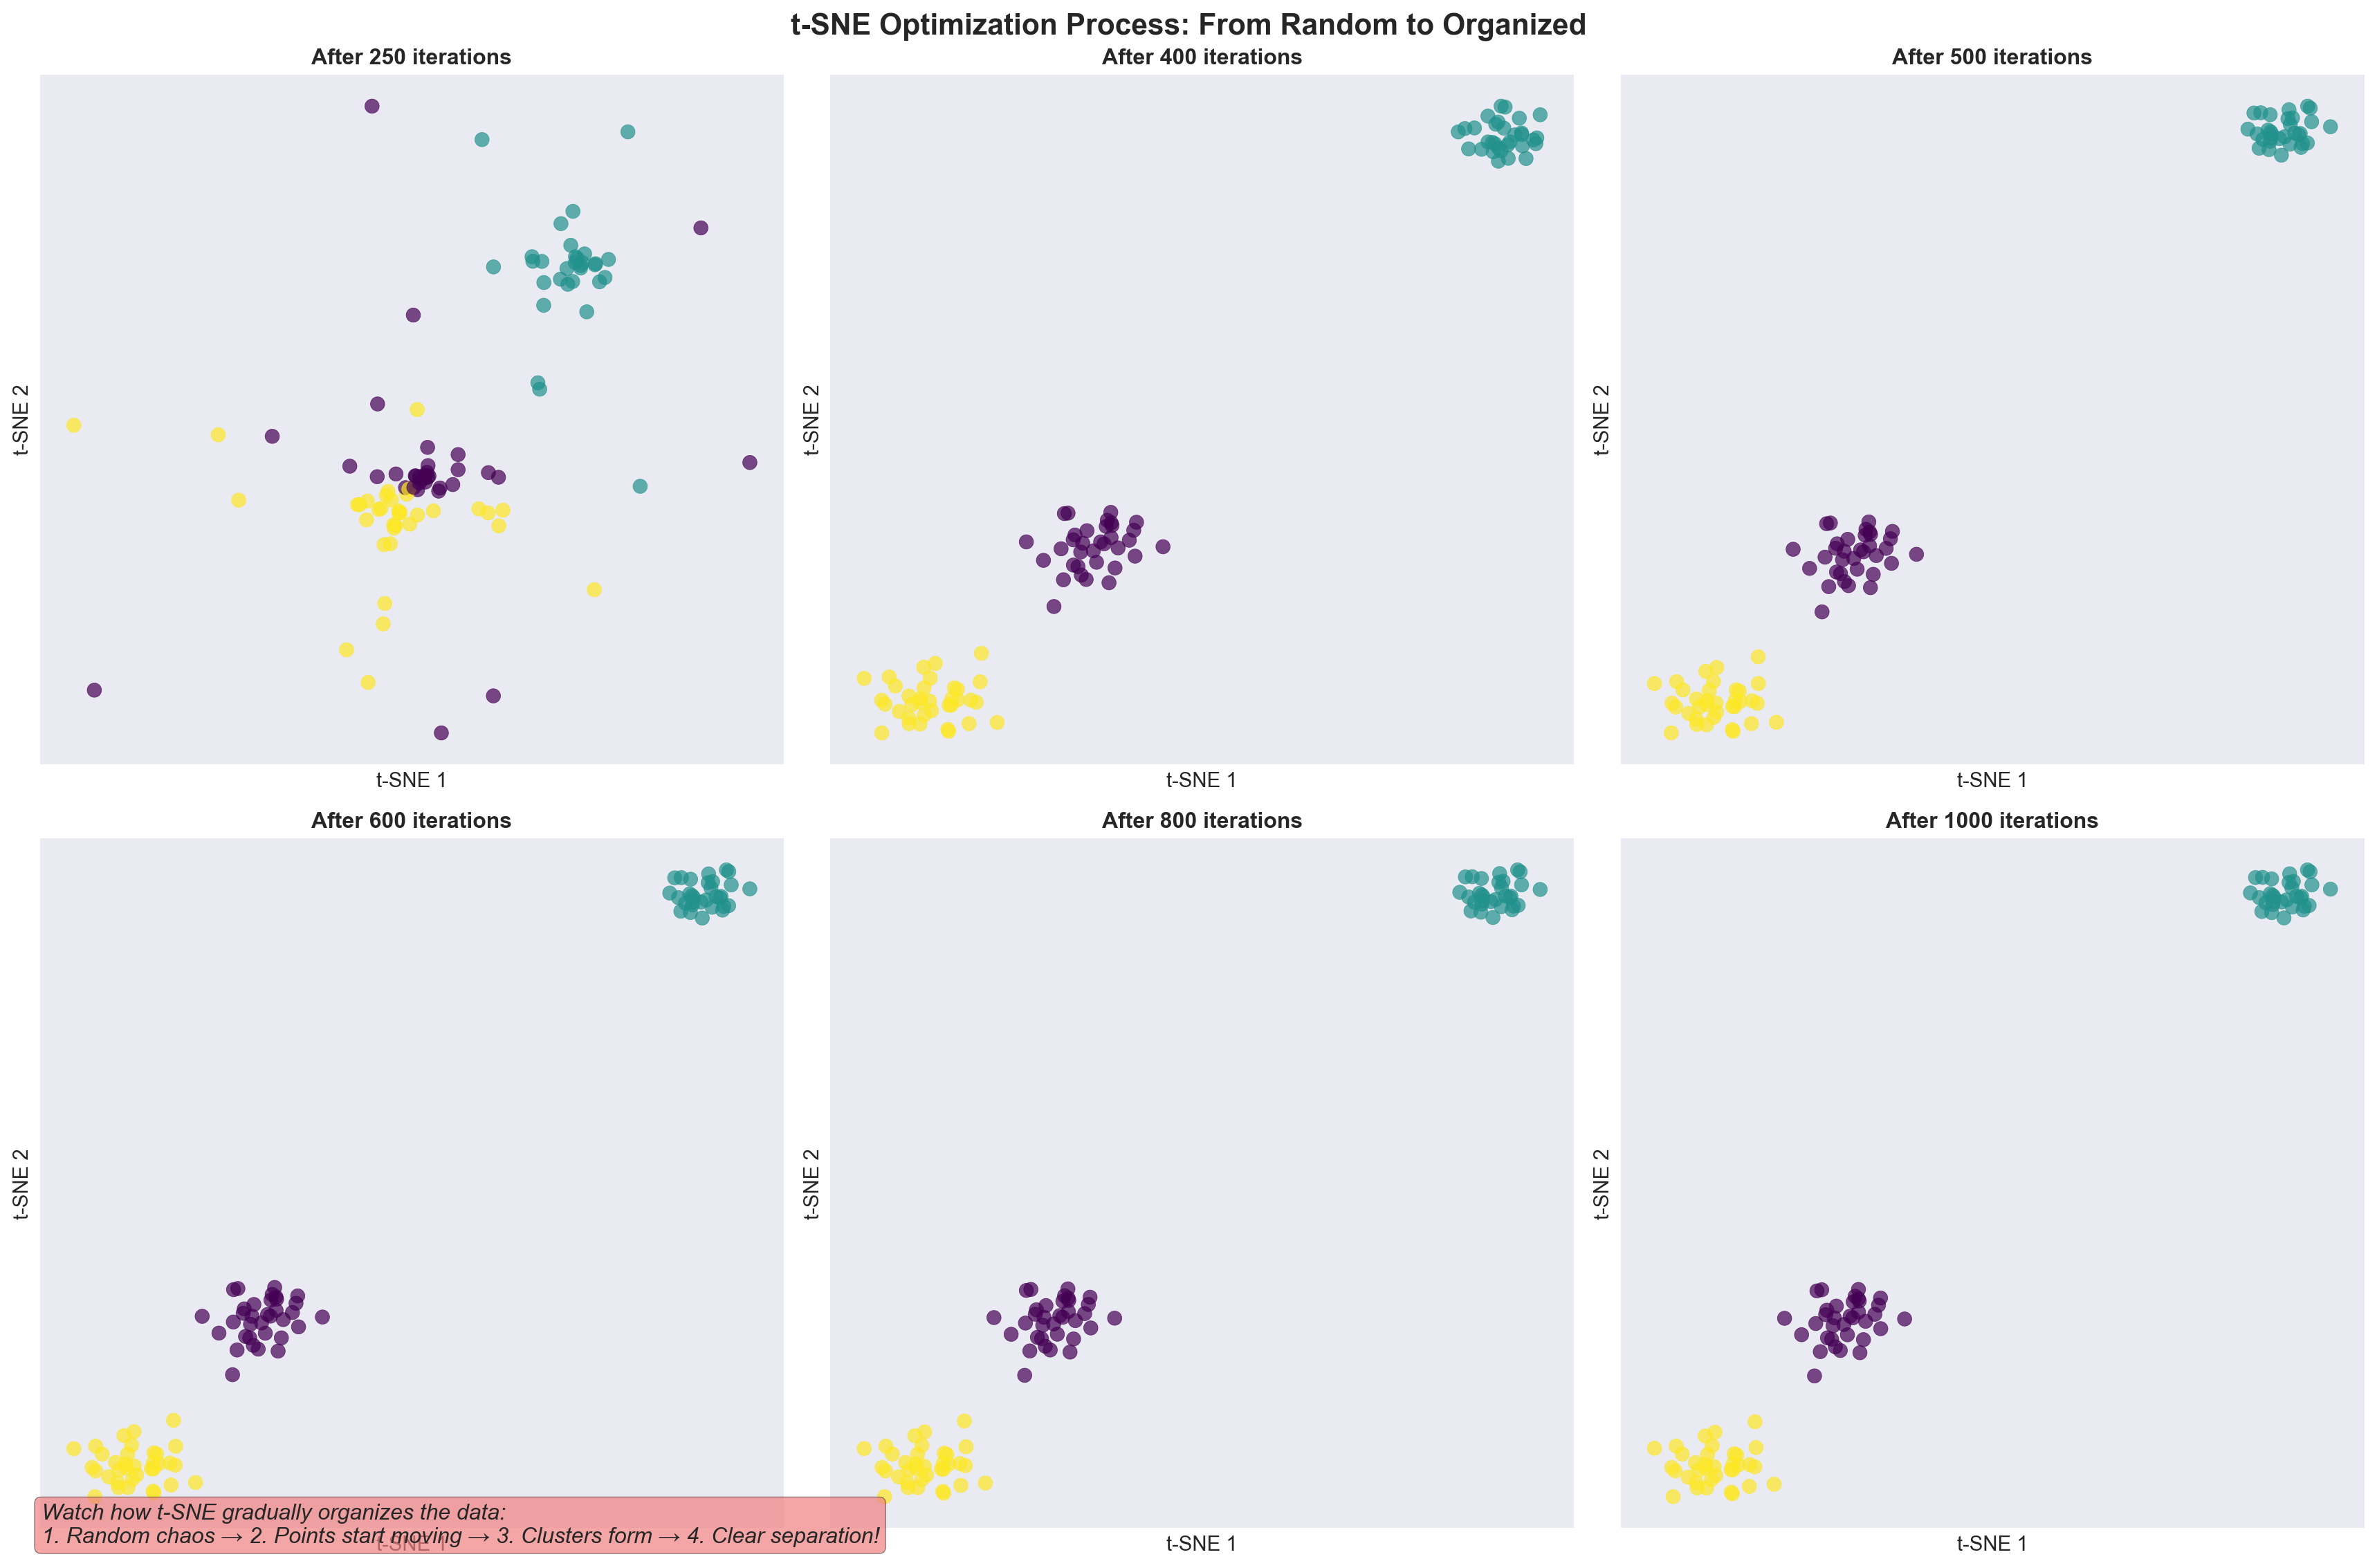 t-SNE Optimization Process: From Random to Organized
After 250 iterations
After 400 iterations
After 500 iterations
t-SNE 2
t-SNE 2
t-SNE 2
t-SNE 1
t-SNE 1
t-SNE 1
After 600 iterations
After 800 iterations
After 1000 iterations
t-SNE 2
t-SNE 2
t-SNE 2
Watch how t-SNE gradually organizes the data:
1. Random chaos → 2. Points start moving → 3. Clusters form → 4. Clear separation!
t-SNE 1
t-SNE 1
t-SNE 1